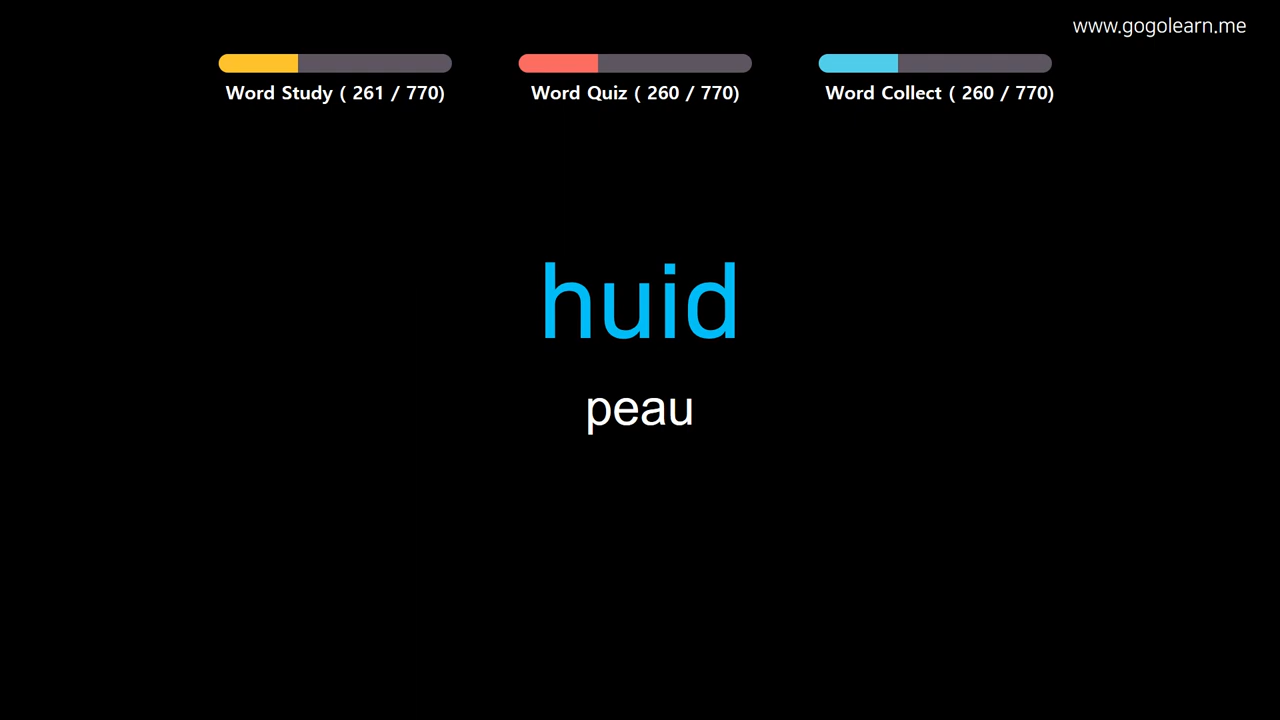 www.gogolearn.me
Word Study ( 261 / 770)
Word Quiz ( 260 / 770)
Word Collect ( 260 / 770)
huid
peau